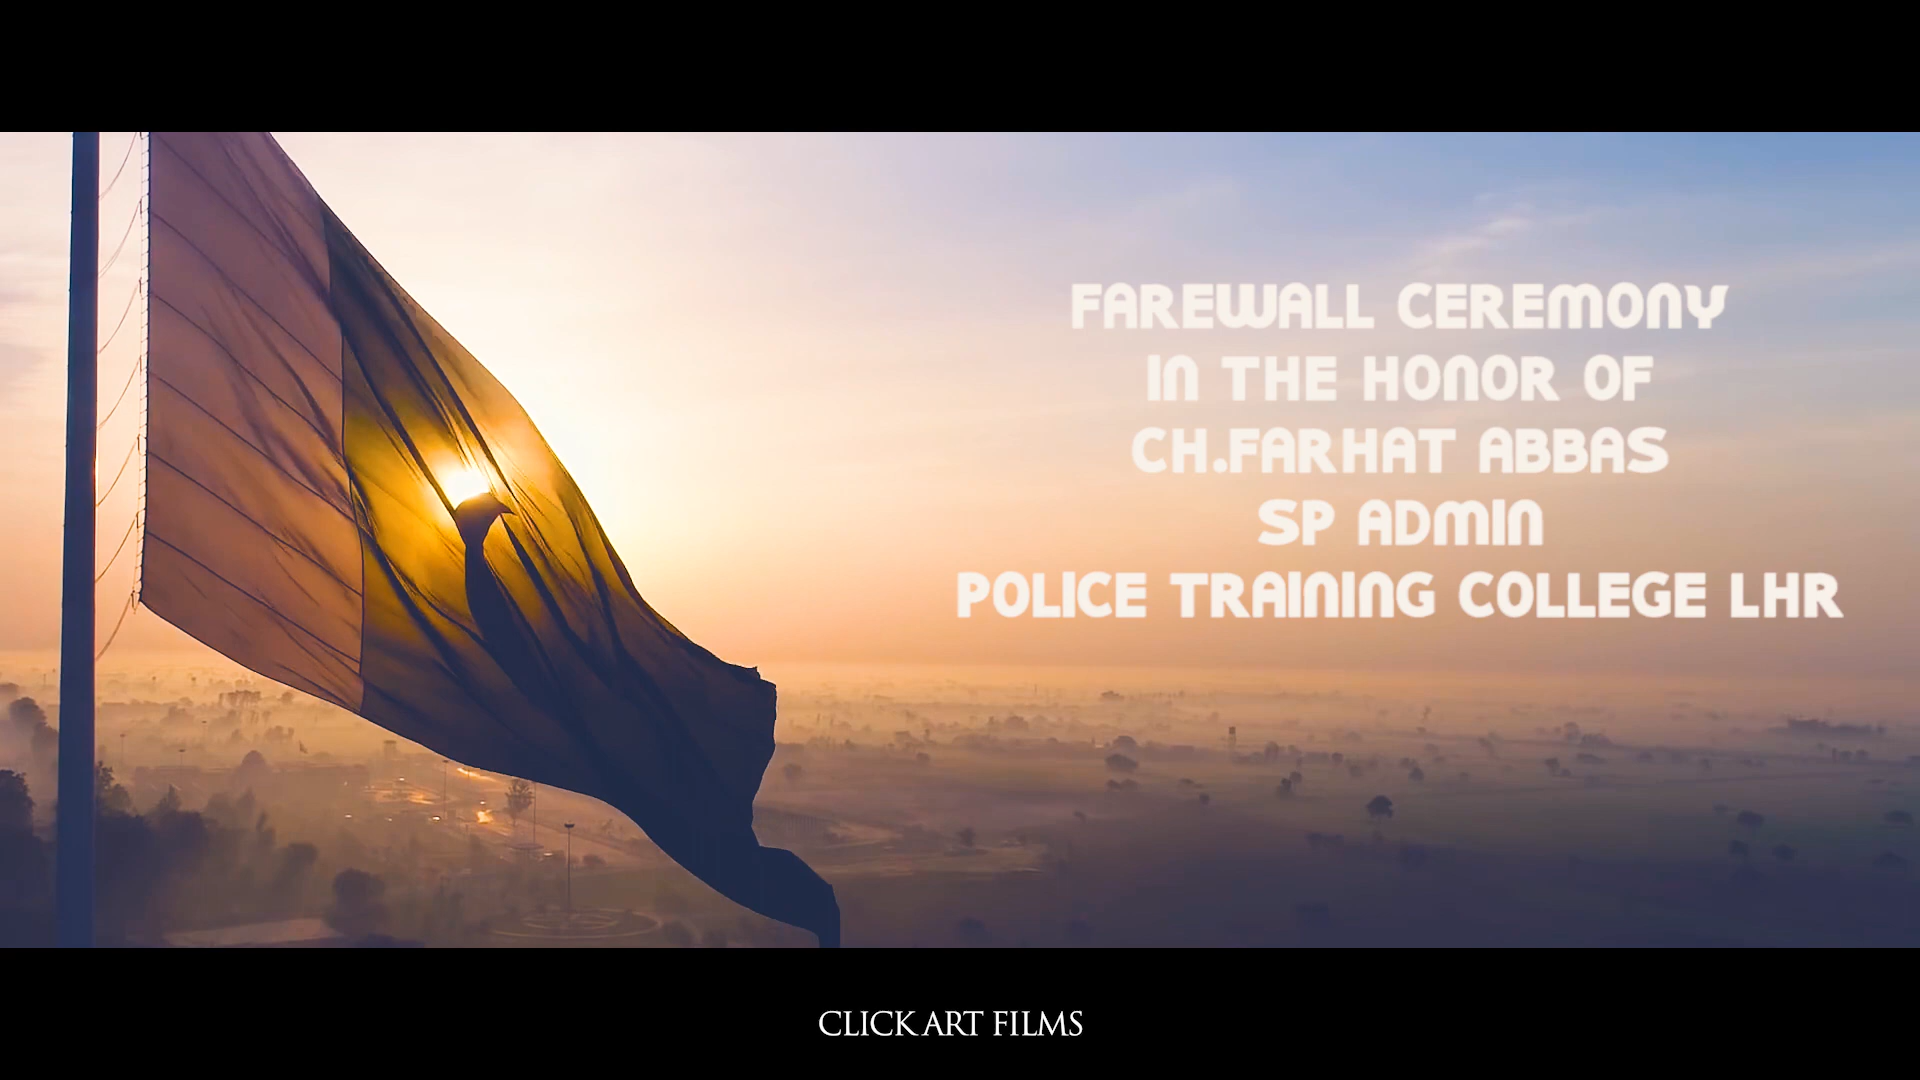 FAREWALL CEREMONY
IN THE HONOR OF
CH.FARHAT ABBAS
SP ADMIN
POLICE TRAINING COLLEGE LHR
CLICK ART FILMS